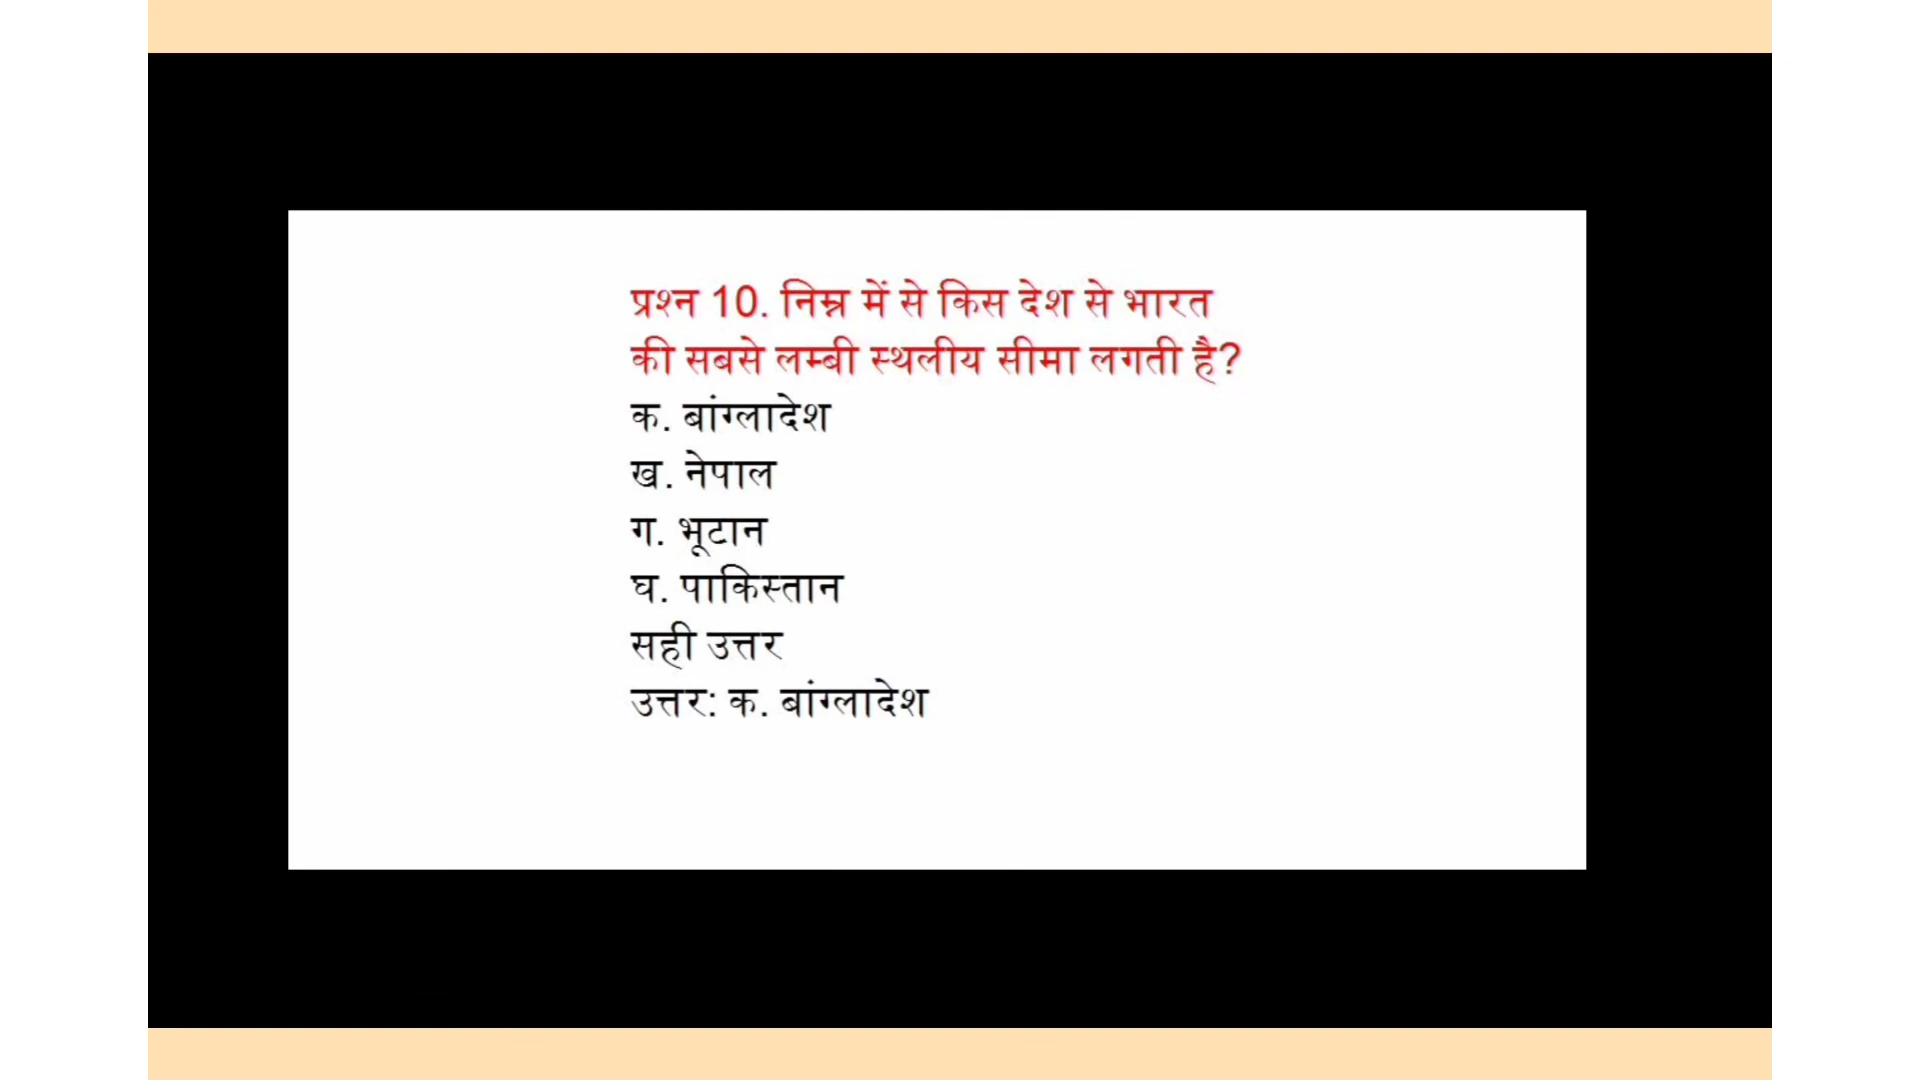 प्रश्न 10. निम्न में से किस देश से भारत
की सबसे लम्बी स्थलीय सीमा लगती है?
क. बांग्लादेश
ख. नेपाल
ग. भूटान
घ. पाकिस्तान
सही उत्तर
उत्तर: क. बांग्लादेश